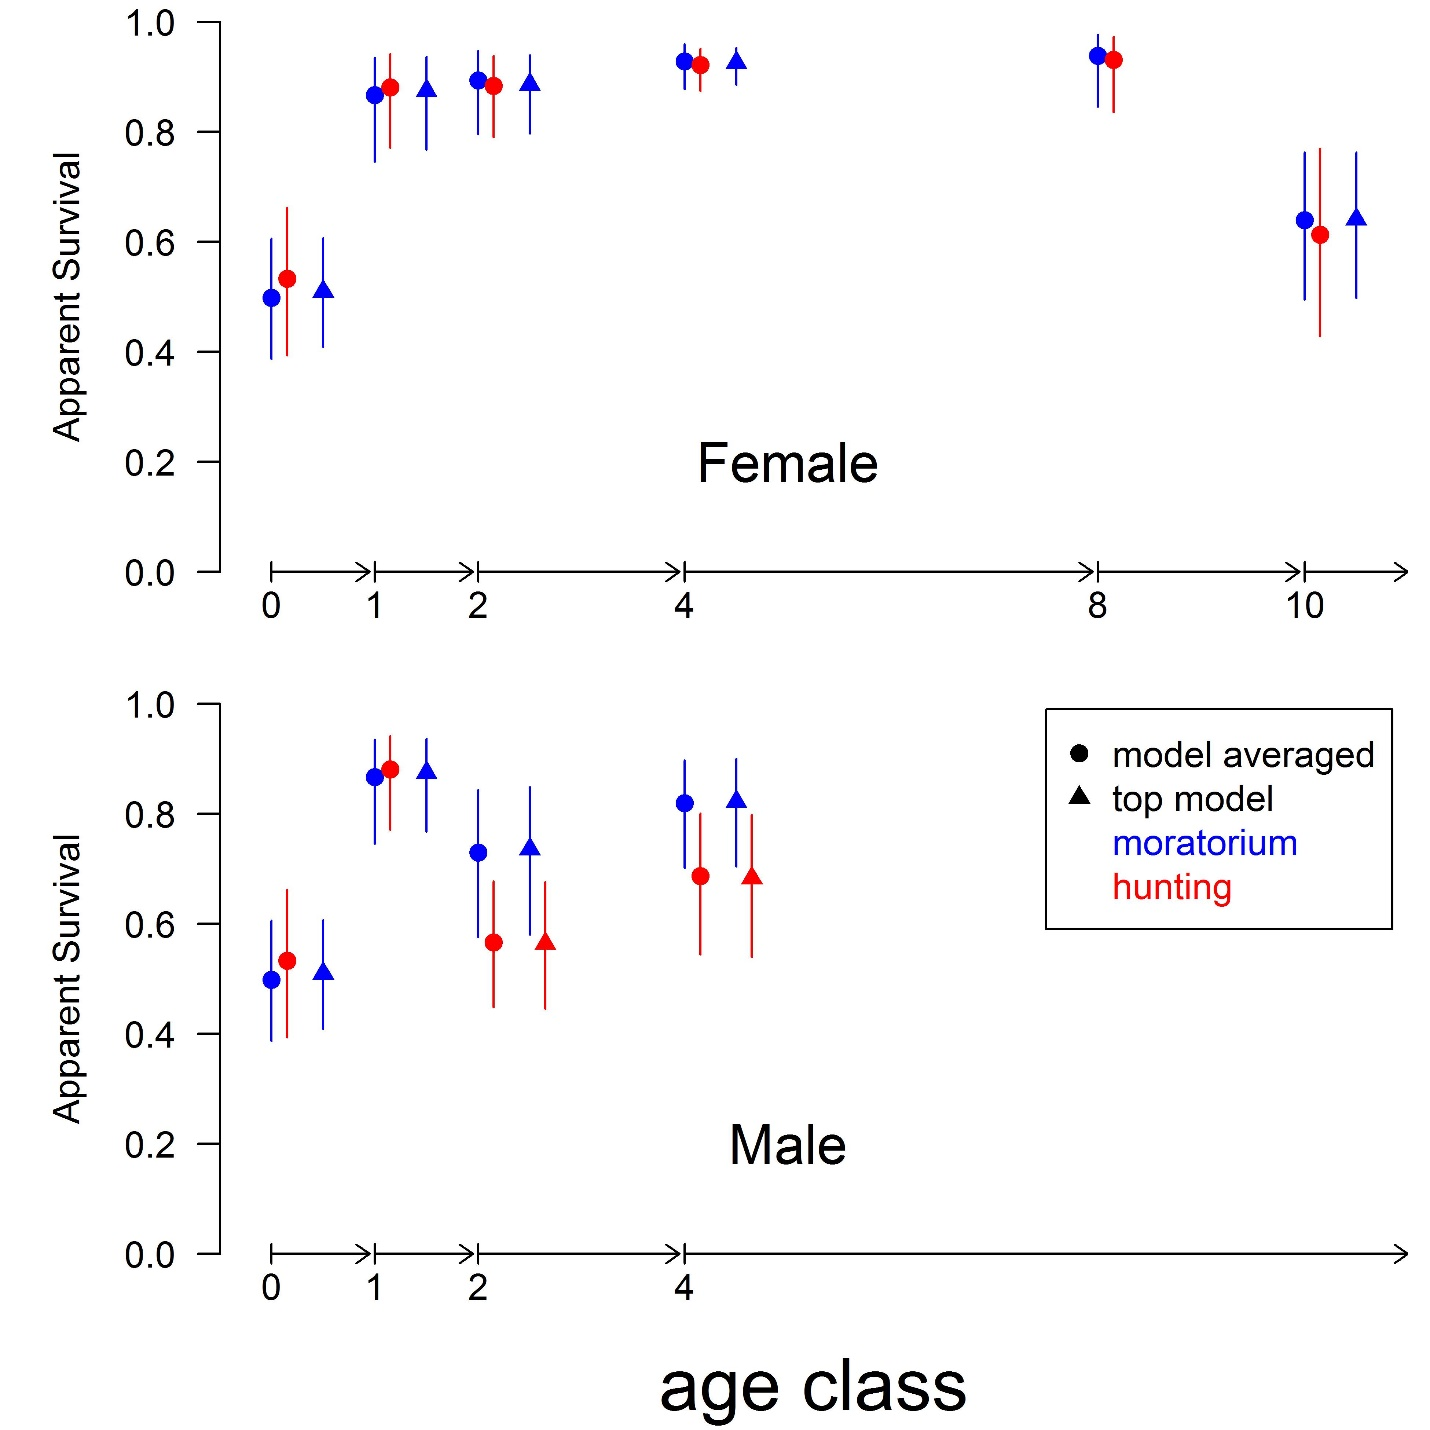 1.0
0.8
0.6
0.4
0.2
0.0
Apparent Survival
Female
0 1 2 4 8 10
1.0
0.8
0.6
0.4
0.2
0.0
Apparent Survival
model averaged
top model
moratorium
hunting
Male
0 1 2 4
age class